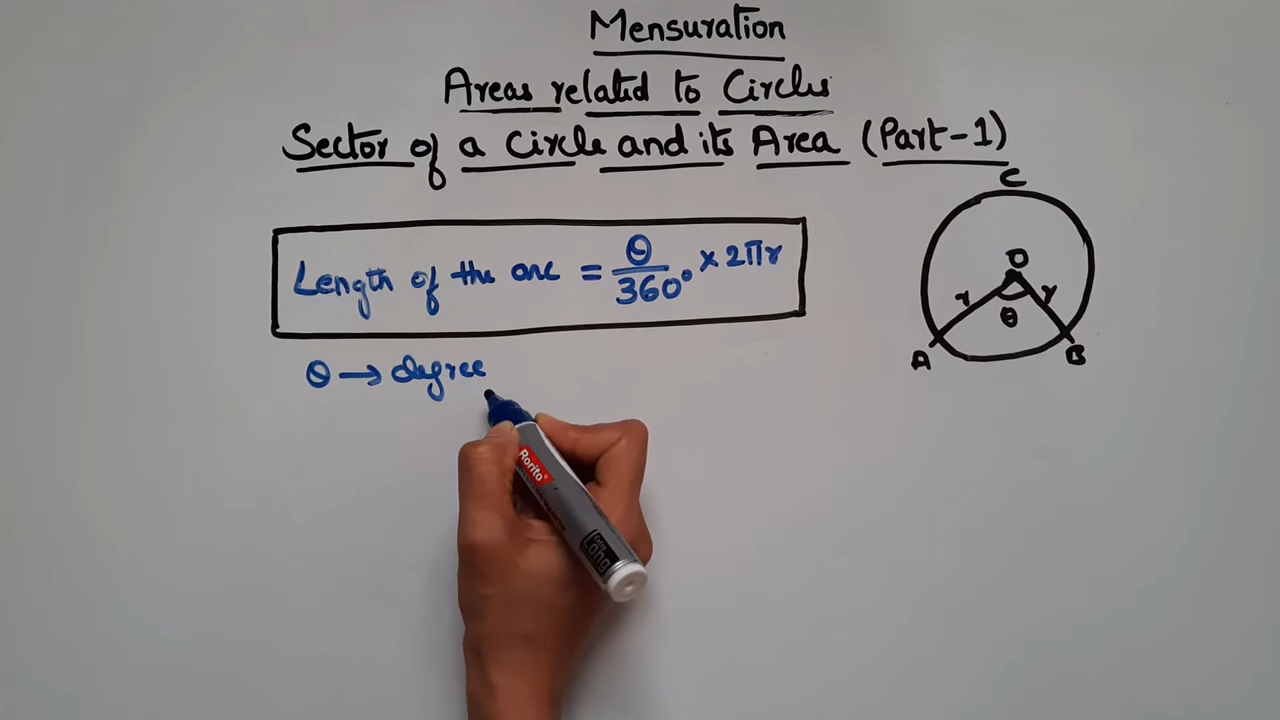 Mensuration
Areas related to Circles
Sector of a Circle and its Area (Part-1)
C
Length of the arc = θ/360° × 2πr
O
r
r
θ
A
B
θ → degree
Rorito
Long